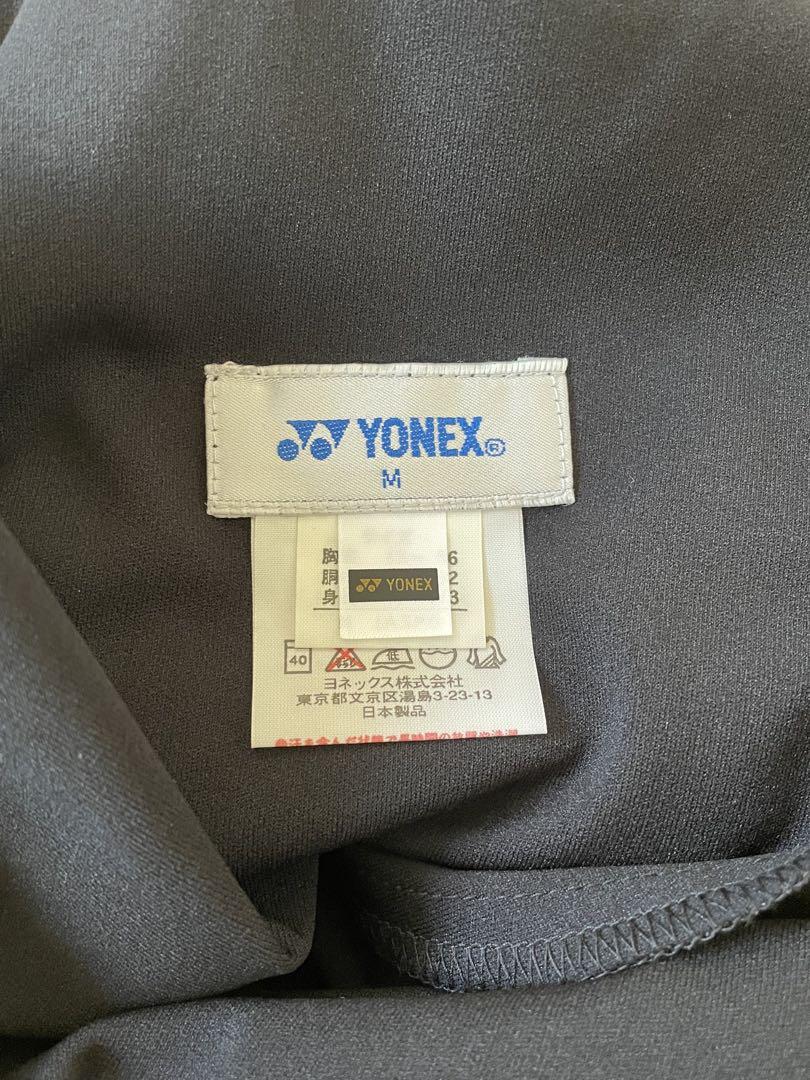 YONEX®
M
胸 6
胴 2
身 3
YONEX
40 低
ヨネックス株式会社
東京都文京区湯島3-23-13
日本製品